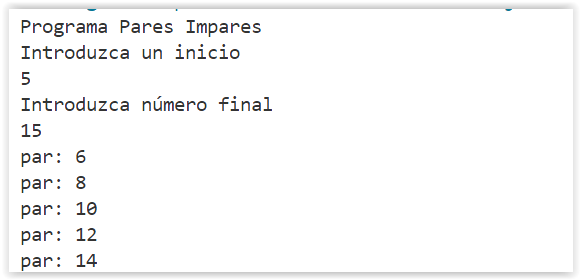 Programa Pares Impares
Introduzca un inicio
5
Introduzca número final
15
par: 6
par: 8
par: 10
par: 12
par: 14